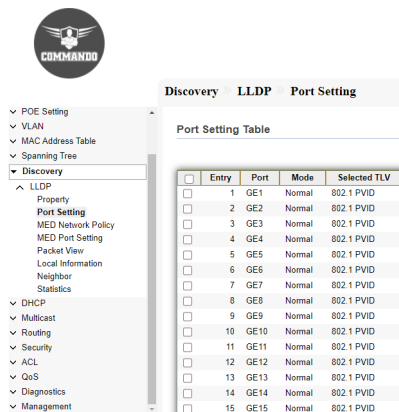 COMMANDO
Discovery LLDP Port Setting
POE Setting
VLAN
MAC Address Table
Spanning Tree
Discovery
LLDP
Property
Port Setting
MED Network Policy
MED Port Setting
Packet View
Local Information
Neighbor
Statistics
DHCP
Multicast
Routing
Security
ACL
QoS
Diagnostics
Management
Port Setting Table
Entry Port Mode Selected TLV
1 GE1 Normal 802.1 PVID
2 GE2 Normal 802.1 PVID
3 GE3 Normal 802.1 PVID
4 GE4 Normal 802.1 PVID
5 GE5 Normal 802.1 PVID
6 GE6 Normal 802.1 PVID
7 GE7 Normal 802.1 PVID
8 GE8 Normal 802.1 PVID
9 GE9 Normal 802.1 PVID
10 GE10 Normal 802.1 PVID
11 GE11 Normal 802.1 PVID
12 GE12 Normal 802.1 PVID
13 GE13 Normal 802.1 PVID
14 GE14 Normal 802.1 PVID
15 GE15 Normal 802.1 PVID